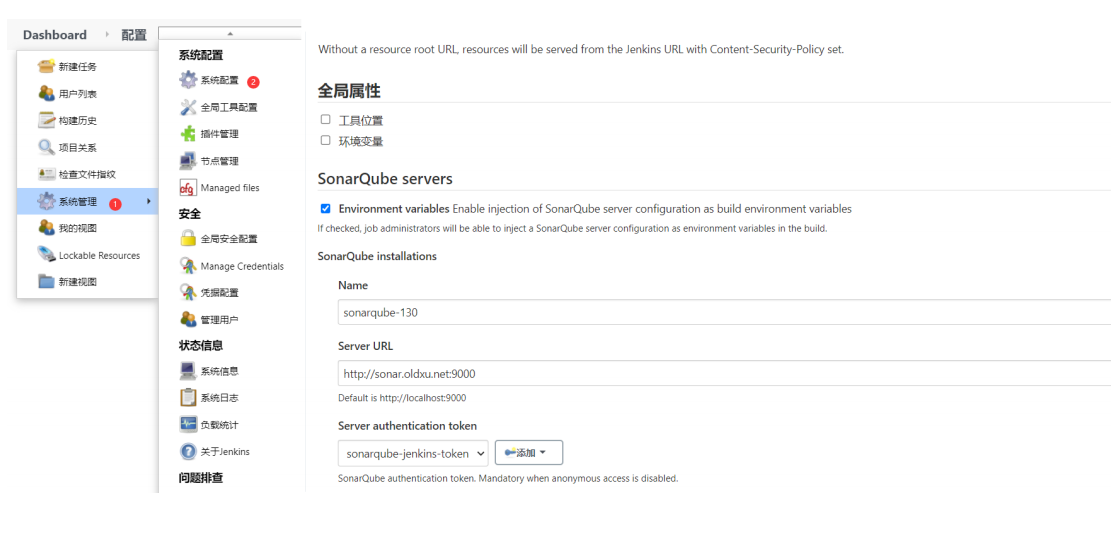 Dashboard 配置
新建任务
用户列表
构建历史
项目关系
检查文件指纹
系统管理 1
我的视图
Lockable Resources
新建视图
系统配置
系统配置 2
全局工具配置
插件管理
节点管理
cfg Managed files
安全
全局安全配置
Manage Credentials
凭据配置
管理用户
状态信息
系统信息
系统日志
负载统计
关于Jenkins
问题排查
Without a resource root URL, resources will be served from the Jenkins URL with Content-Security-Policy set.
全局属性
工具位置
环境变量
SonarQube servers
Environment variables Enable injection of SonarQube server configuration as build environment variables
If checked, job administrators will be able to inject a SonarQube server configuration as environment variables in the build.
SonarQube installations
Name
sonarqube-130
Server URL
http://sonar.oldxu.net:9000
Default is http://localhost:9000
Server authentication token
sonarqube-jenkins-token 添加
SonarQube authentication token. Mandatory when anonymous access is disabled.